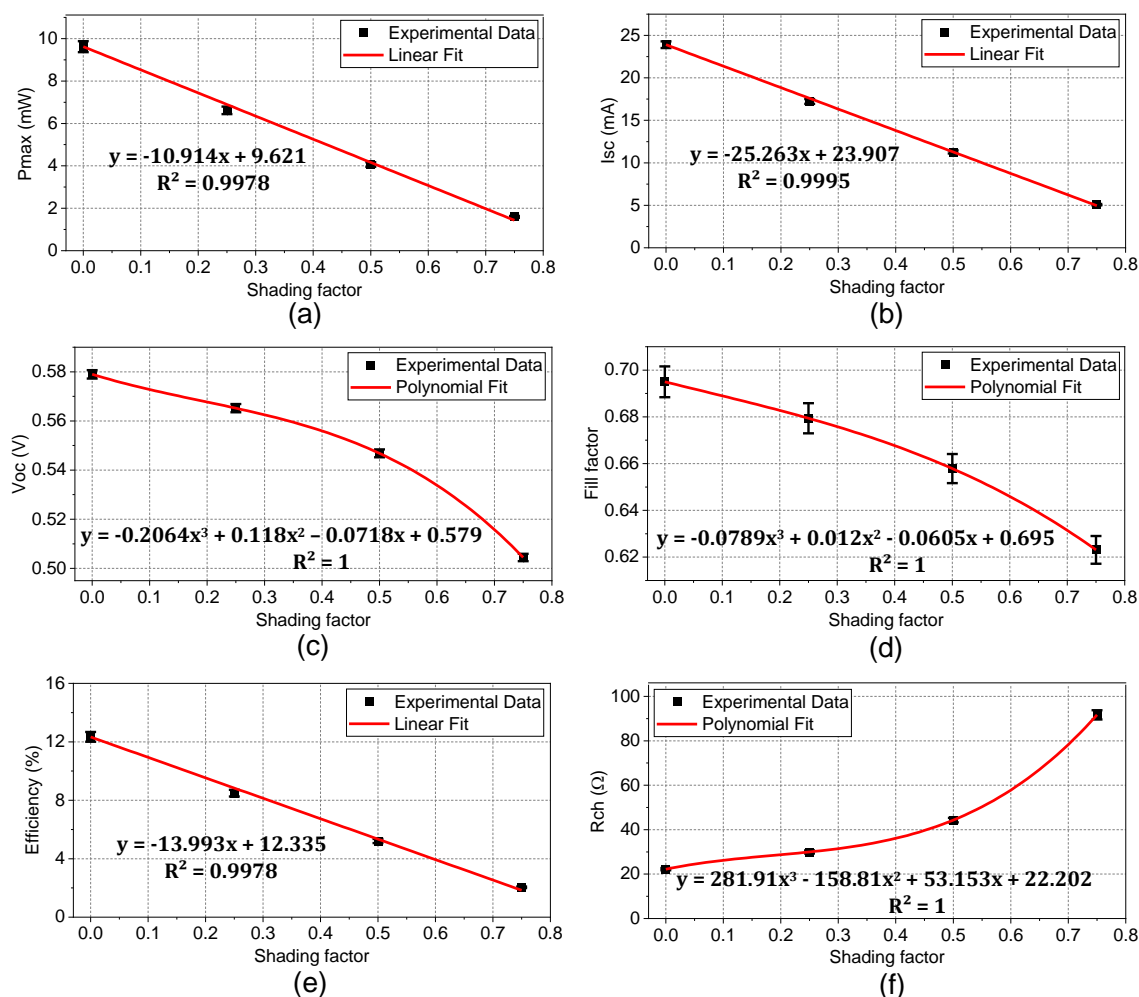 Experimental Data
Linear Fit
Pmax (mW)
10
8
6
4
2
0
y = -10.914x + 9.621
R² = 0.9978
0.0 0.1 0.2 0.3 0.4 0.5 0.6 0.7 0.8
Shading factor
(a)
Experimental Data
Linear Fit
Isc (mA)
25
20
15
10
5
0
y = -25.263x + 23.907
R² = 0.9995
0.0 0.1 0.2 0.3 0.4 0.5 0.6 0.7 0.8
Shading factor
(b)
Experimental Data
Polynomial Fit
Voc (V)
0.58
0.56
0.54
0.52
0.50
y = -0.2064x³ + 0.118x² – 0.0718x + 0.579
R² = 1
0.0 0.1 0.2 0.3 0.4 0.5 0.6 0.7 0.8
Shading factor
(c)
Experimental Data
Polynomial Fit
Fill factor
0.70
0.68
0.66
0.64
0.62
y = -0.0789x³ + 0.012x² - 0.0605x + 0.695
R² = 1
0.0 0.1 0.2 0.3 0.4 0.5 0.6 0.7 0.8
Shading factor
(d)
Experimental Data
Linear Fit
Efficiency (%)
16
12
8
4
0
y = -13.993x + 12.335
R² = 0.9978
0.0 0.1 0.2 0.3 0.4 0.5 0.6 0.7 0.8
Shading factor
(e)
Experimental Data
Polynomial Fit
Rch (Ω)
100
80
60
40
20
0
y = 281.91x³ - 158.81x² + 53.153x + 22.202
R² = 1
0.0 0.1 0.2 0.3 0.4 0.5 0.6 0.7 0.8
Shading factor
(f)